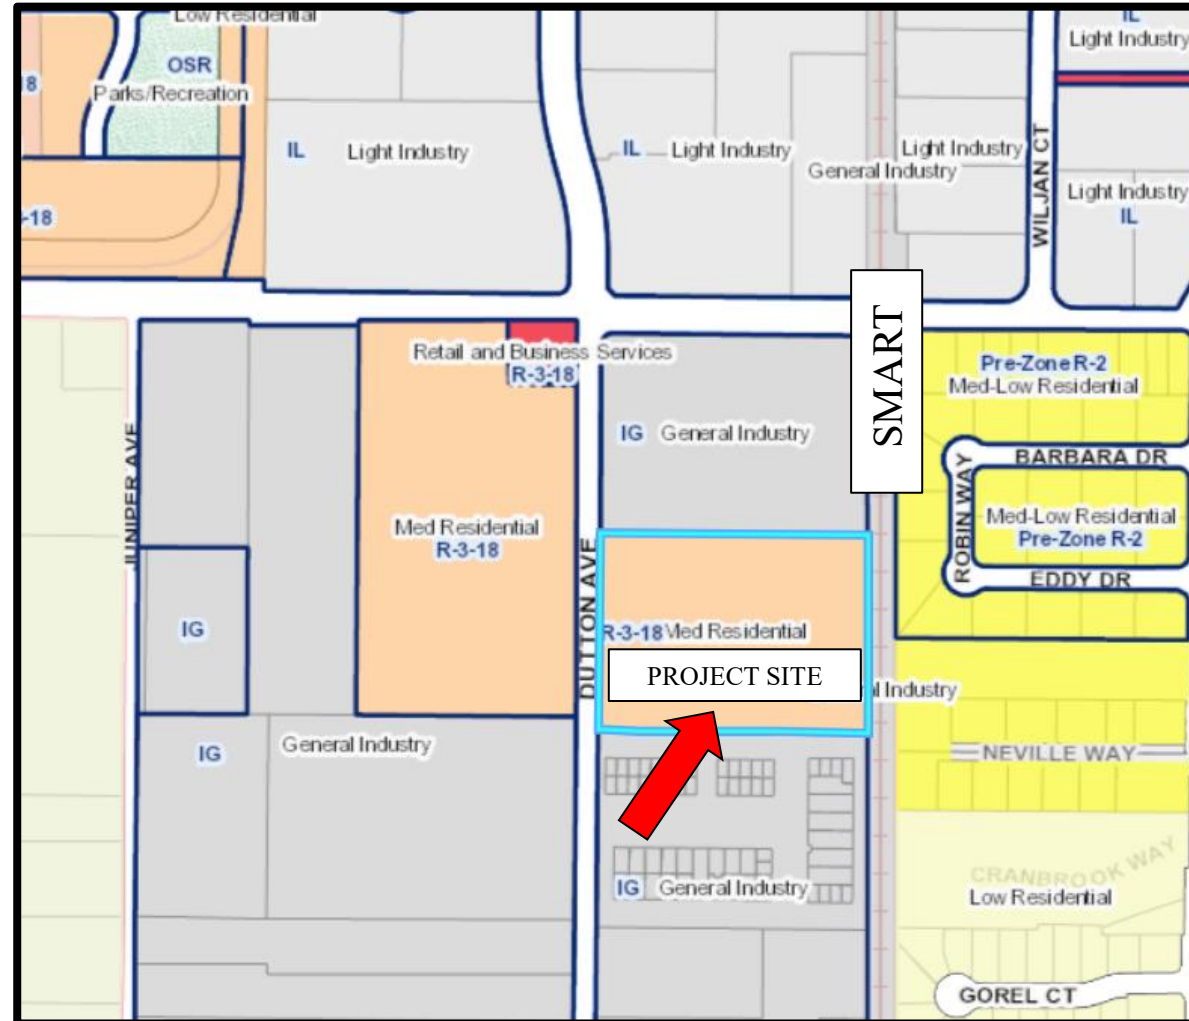 Low Residential
IL
Light Industry
OSR
18
Parks/Recreation
IL Light Industry
IL Light Industry
General Industry
Light Industry
WILJAN CT
Light Industry
IL
-18
SMART
Retail and Business Services
R-3-18
Pre-Zone R-2
Med-Low Residential
IG General Industry
JUNIPER AVE
BARBARA DR
ROBIN WAY
Med Residential
R-3-18
Med-Low Residential
Pre-Zone R-2
DUTTON AVE
EDDY DR
IG
R-3-18 Med Residential
PROJECT SITE
l Industry
IG General Industry
NEVILLE WAY
CRANBROOK WAY
IG General Industry
Low Residential
GOREL CT